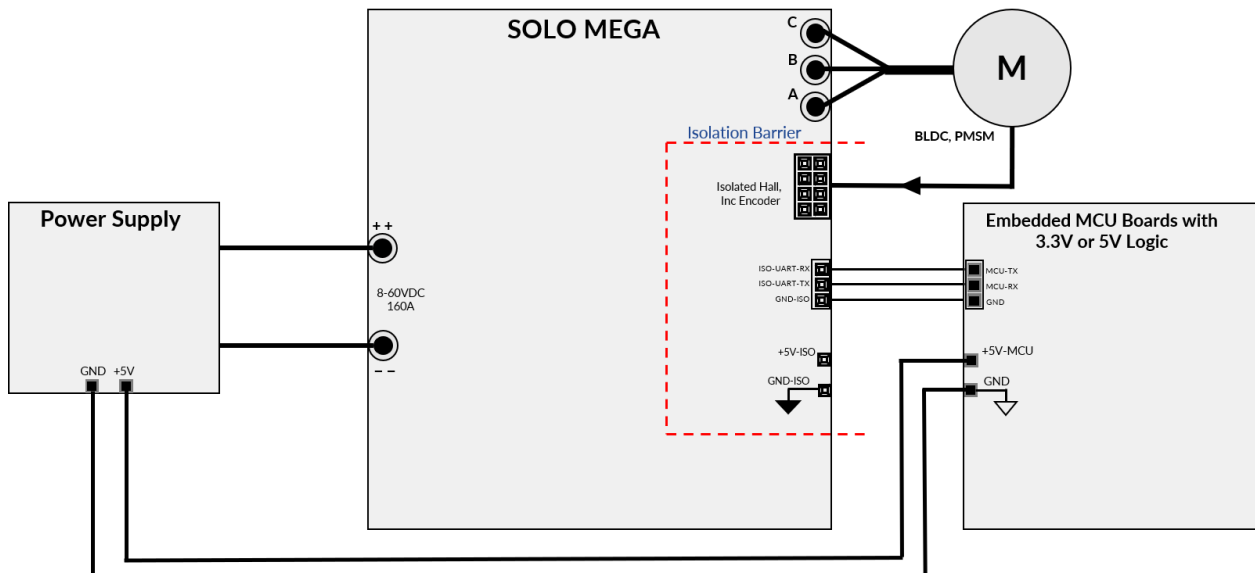 SOLO MEGA
C
B
A
M
BLDC, PMSM
Isolation Barrier
Isolated Hall,
Inc Encoder
Power Supply
++
8-60VDC
160A
--
GND +5V
ISO-UART-RX
ISO-UART-TX
GND-ISO
+5V-ISO
GND-ISO
Embedded MCU Boards with
3.3V or 5V Logic
MCU-TX
MCU-RX
GND
+5V-MCU
GND